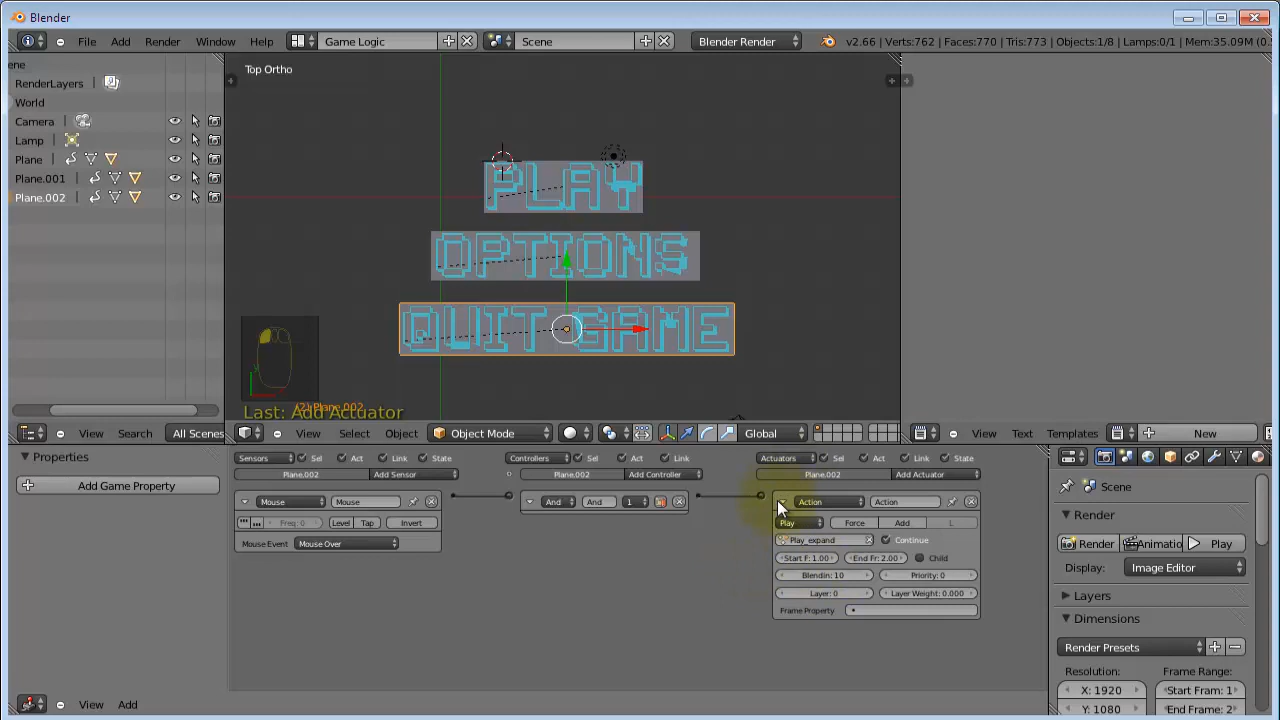 Blender
File Add Render Window Help Game Logic Scene Blender Render v2.66 | Verts:762 | Faces:770 | Tris:773 | Objects:1/8 | Lamps:0/1 | Mem:35.09M
ene
RenderLayers
World
Camera
Lamp
Plane
Plane.001
Plane.002
Top Ortho
PLAY
OPTIONS
QUIT GAME
(2) Plane.002
Last: Add Actuator
View Search All Scenes
View Select Object Object Mode Global
View Text Templates New
Properties
Add Game Property
Sensors Sel Act Link State
Plane.002 Add Sensor
Mouse Mouse
Freq: 0 Level Tap Invert
Mouse Event: Mouse Over
Controllers Sel Act Link
Plane.002 Add Controller
And And 1
Actuators Sel Act Link State
Plane.002 Add Actuator
Action Action
Play Force Add L
Play_expand Continue
Start F: 1.00 End Fr: 2.00 Child
Blendin: 10 Priority: 0
Layer: 0 Layer Weight: 0.000
Frame Property
Scene
Render
Render Animatio Play
Display: Image Editor
Layers
Dimensions
Render Presets
Resolution: Frame Range:
X: 1920 Start Fram: 1
Y: 1080 End Frame: 2
View Add